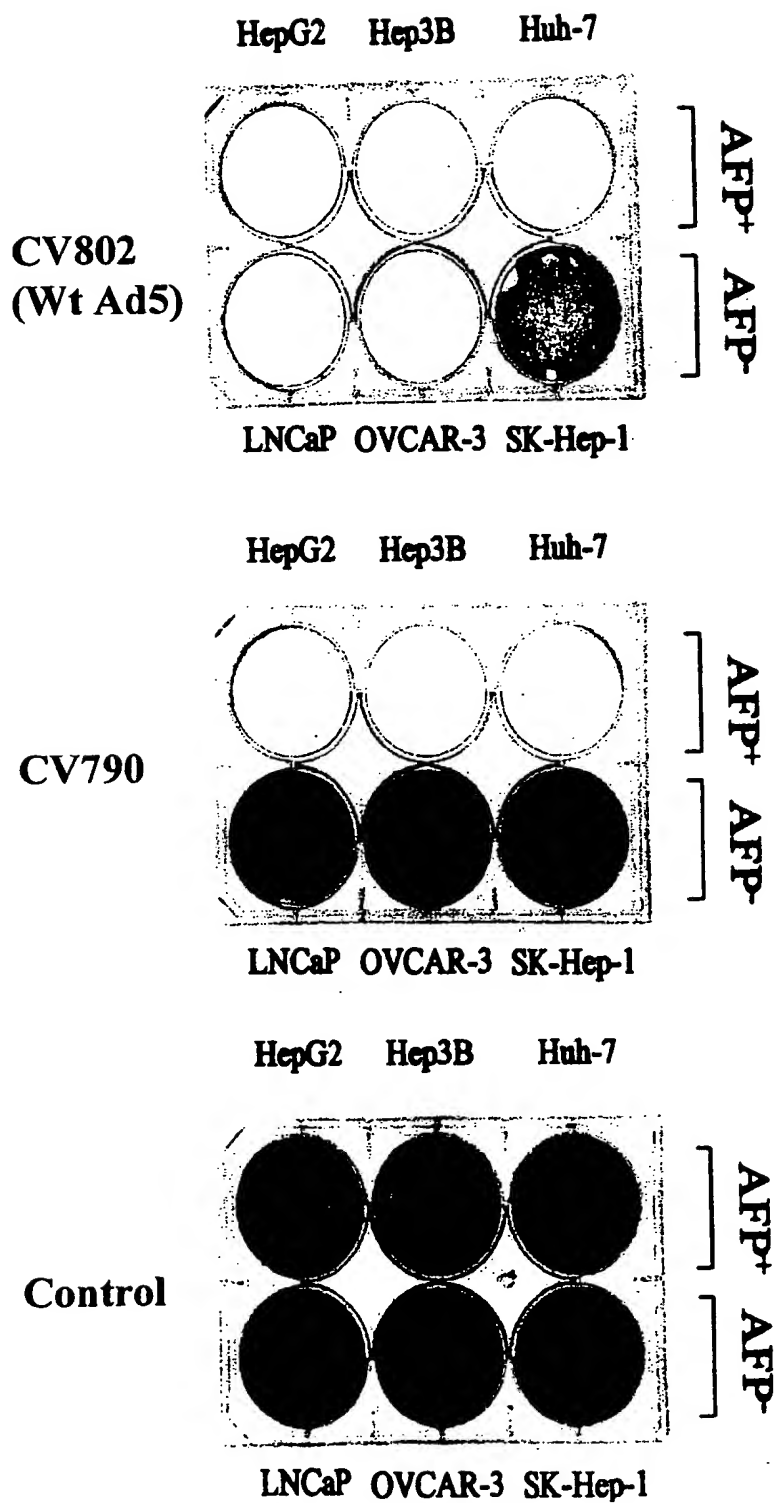 HepG2 Hep3B Huh-7
AFP+
CV802
(Wt Ad5)
AFP-
LNCaP OVCAR-3 SK-Hep-1
HepG2 Hep3B Huh-7
AFP+
CV790
AFP-
LNCaP OVCAR-3 SK-Hep-1
HepG2 Hep3B Huh-7
AFP+
Control
AFP-
LNCaP OVCAR-3 SK-Hep-1